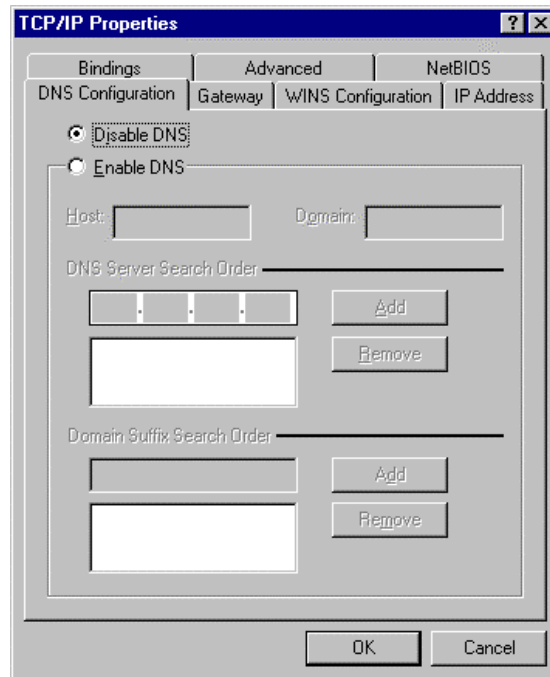 TCP/IP Properties
Bindings Advanced NetBIOS
DNS Configuration Gateway WINS Configuration IP Address
Disable DNS
Enable DNS
Host: Domain:
DNS Server Search Order
. . .
Add
Remove
Domain Suffix Search Order
Add
Remove
OK Cancel